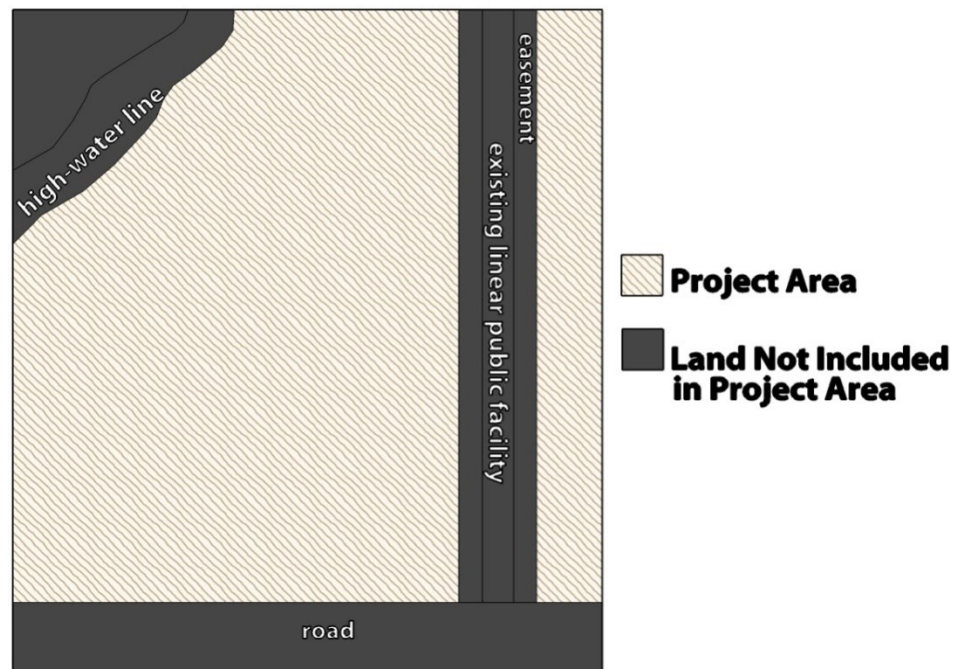 high-water line
easement
existing linear public facility
road
Project Area
Land Not Included
in Project Area